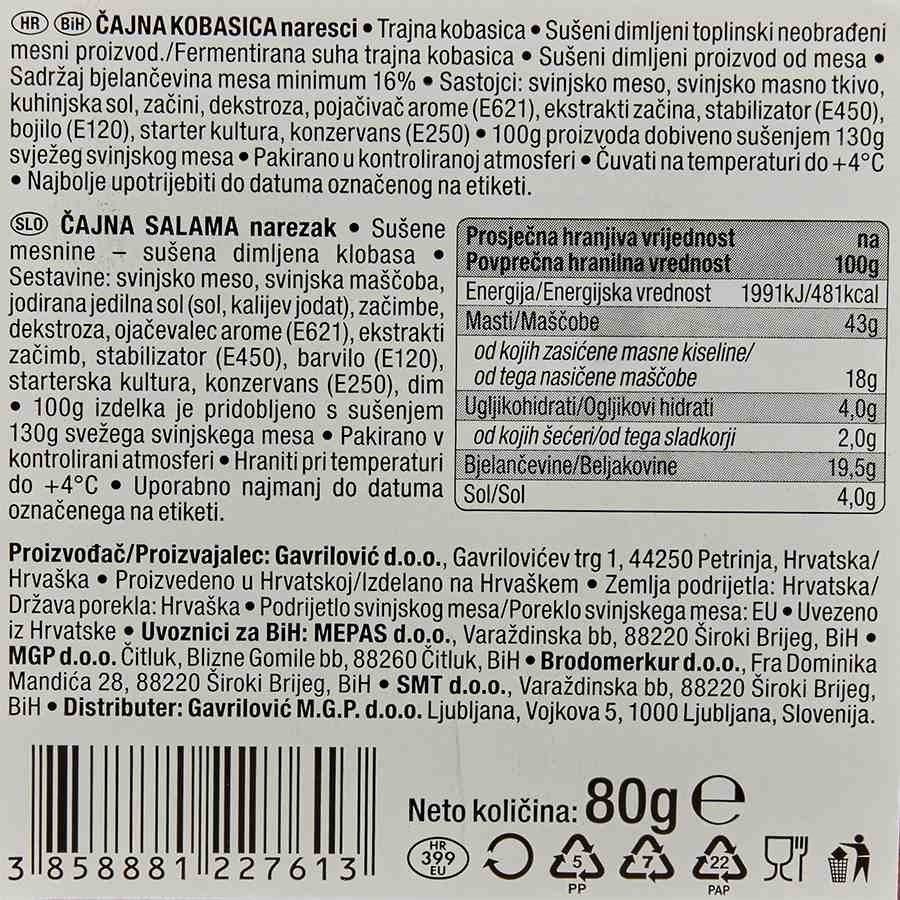 HR BiH ČAJNA KOBASICA naresci • Trajna kobasica • Sušeni dimljeni toplinski neobrađeni
mesni proizvod./Fermentirana suha trajna kobasica • Sušeni dimljeni proizvod od mesa •
Sadržaj bjelančevina mesa minimum 16% • Sastojci: svinjsko meso, svinjsko masno tkivo,
kuhinjska sol, začini, dekstroza, pojačivač arome (E621), ekstrakti začina, stabilizator (E450),
bojilo (E120), starter kultura, konzervans (E250) • 100g proizvoda dobiveno sušenjem 130g
svježeg svinjskog mesa • Pakirano u kontroliranoj atmosferi • Čuvati na temperaturi do +4°C
• Najbolje upotrijebiti do datuma označenog na etiketi.
SLO ČAJNA SALAMA narezak • Sušene
mesnine – sušena dimljena klobasa •
Sestavine: svinjsko meso, svinjska maščoba,
jodirana jedilna sol (sol, kalijev jodat), začimbe,
dekstroza, ojačevalec arome (E621), ekstrakti
začimb, stabilizator (E450), barvilo (E120),
starterska kultura, konzervans (E250), dim
• 100g izdelka je pridobljeno s sušenjem
130g svežega svinjskega mesa • Pakirano v
kontrolirani atmosferi • Hraniti pri temperaturi
do +4°C • Uporabno najmanj do datuma
označenega na etiketi.
Prosječna hranjiva vrijednost na
Povprečna hranilna vrednost 100g
Energija/Energijska vrednost 1991kJ/481kcal
Masti/Maščobe 43g
od kojih zasićene masne kiseline/
od tega nasičene maščobe 18g
Ugljikohidrati/Ogljikovi hidrati 4,0g
od kojih šećeri/od tega sladkorji 2,0g
Bjelančevine/Beljakovine 19,5g
Sol/Sol 4,0g
Proizvođač/Proizvajalec: Gavrilović d.o.o., Gavrilovićev trg 1, 44250 Petrinja, Hrvatska/
Hrvaška • Proizvedeno u Hrvatskoj/Izdelano na Hrvaškem • Zemlja podrijetla: Hrvatska/
Država porekla: Hrvaška • Podrijetlo svinjskog mesa/Poreklo svinjskega mesa: EU • Uvezeno
iz Hrvatske • Uvoznici za BiH: MEPAS d.o.o., Varaždinska bb, 88220 Široki Brijeg, BiH •
MGP d.o.o. Čitluk, Blizne Gomile bb, 88260 Čitluk, BiH • Brodomerkur d.o.o., Fra Dominika
Mandića 28, 88220 Široki Brijeg, BiH • SMT d.o.o., Varaždinska bb, 88220 Široki Brijeg,
BiH • Distributer: Gavrilović M.G.P. d.o.o. Ljubljana, Vojkova 5, 1000 Ljubljana, Slovenija.
Neto količina: 80g e
3 858881 227613
HR
399
EU
5
PP
7
22
PAP